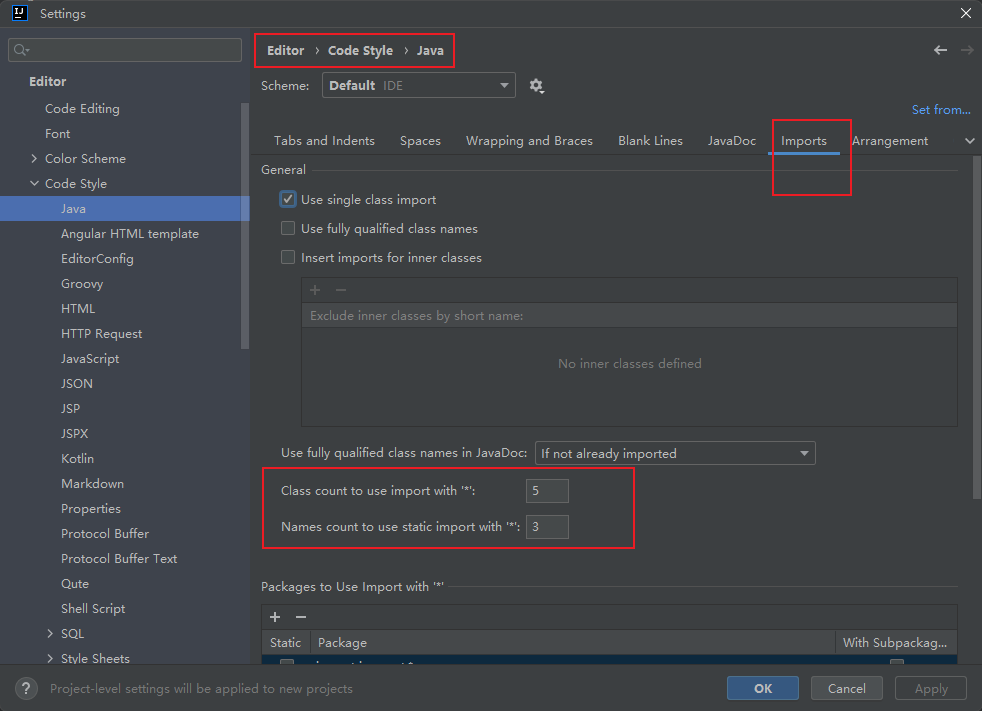 Settings
Editor
Code Editing
Font
Color Scheme
Code Style
Java
Angular HTML template
EditorConfig
Groovy
HTML
HTTP Request
JavaScript
JSON
JSP
JSPX
Kotlin
Markdown
Properties
Protocol Buffer
Protocol Buffer Text
Qute
Shell Script
SQL
Style Sheets
Editor › Code Style › Java
Scheme: Default IDE
Set from...
Tabs and Indents Spaces Wrapping and Braces Blank Lines JavaDoc Imports Arrangement
General
Use single class import
Use fully qualified class names
Insert imports for inner classes
Exclude inner classes by short name:
No inner classes defined
Use fully qualified class names in JavaDoc: If not already imported
Class count to use import with '*': 5
Names count to use static import with '*': 3
Packages to Use Import with '*'
Static Package With Subpackag...
? Project-level settings will be applied to new projects
OK Cancel Apply